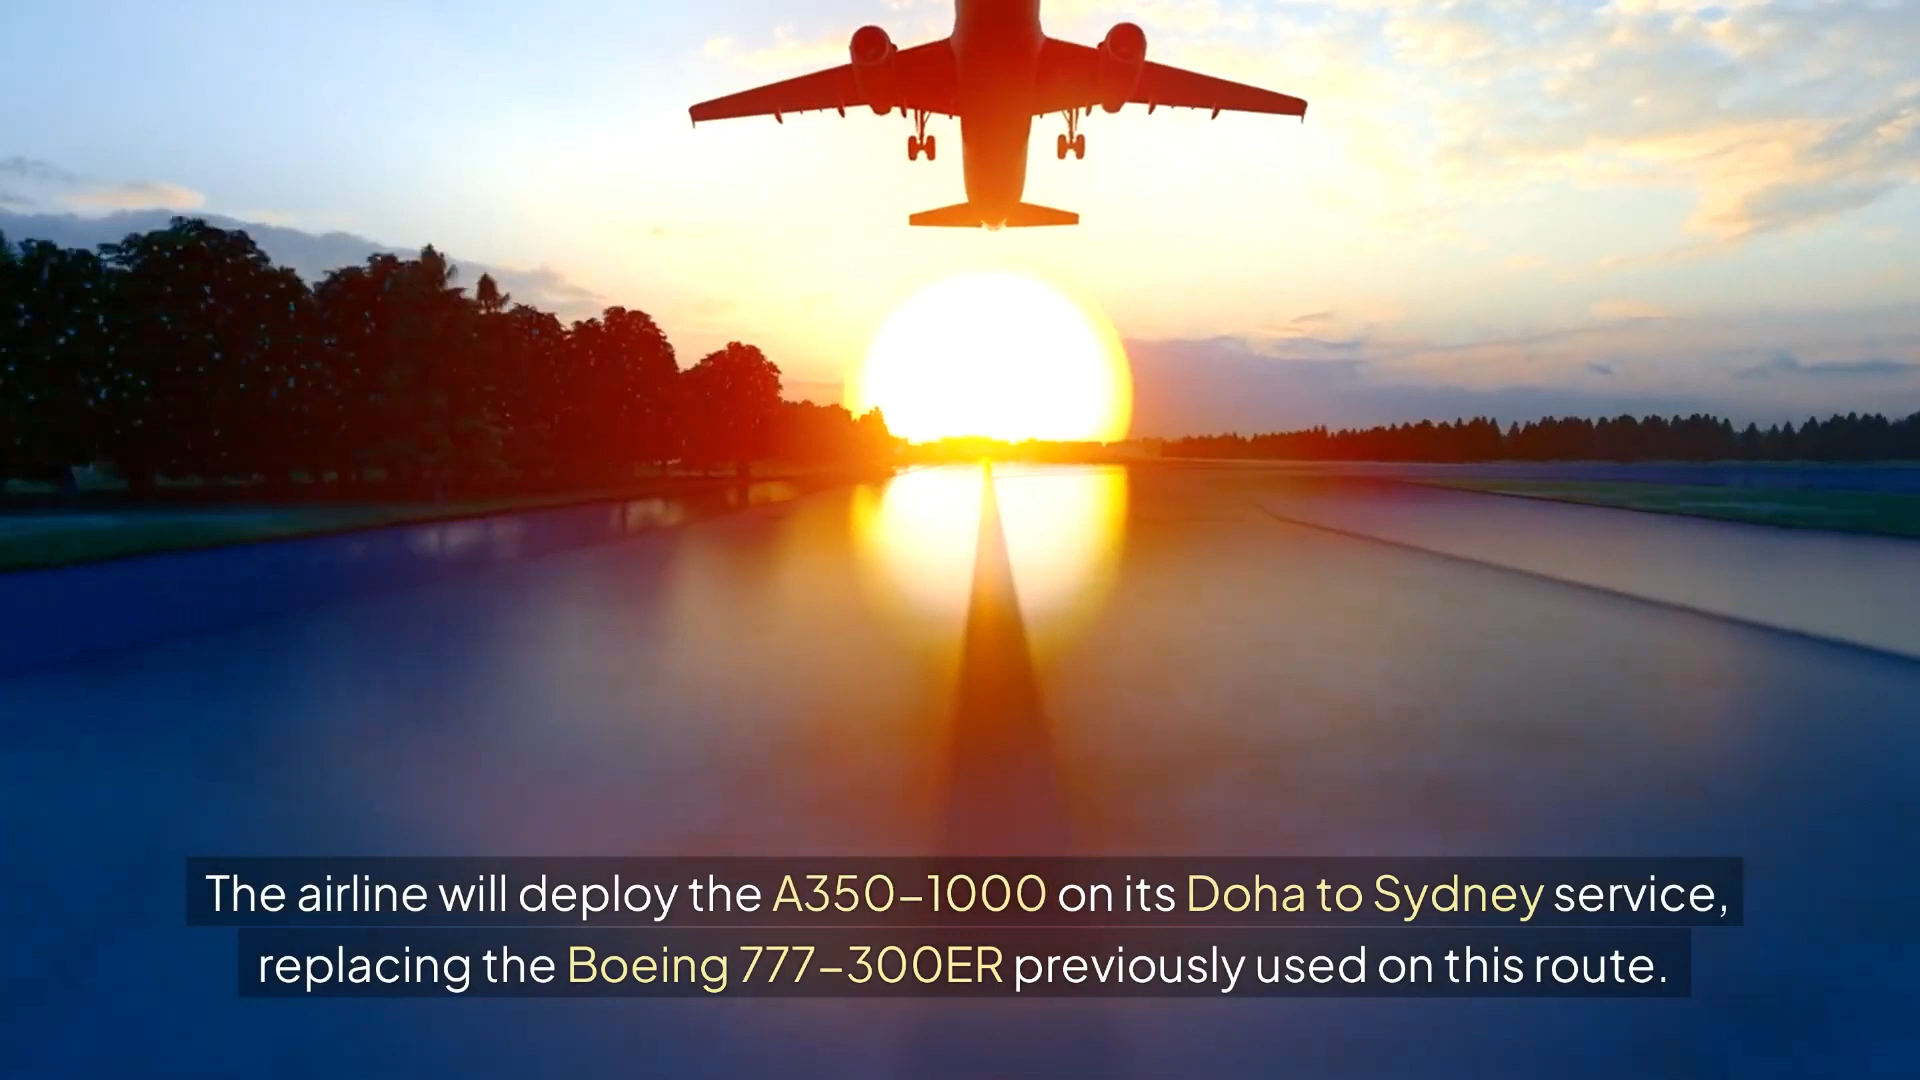 The airline will deploy the A350–1000 on its Doha to Sydney service,
replacing the Boeing 777–300ER previously used on this route.